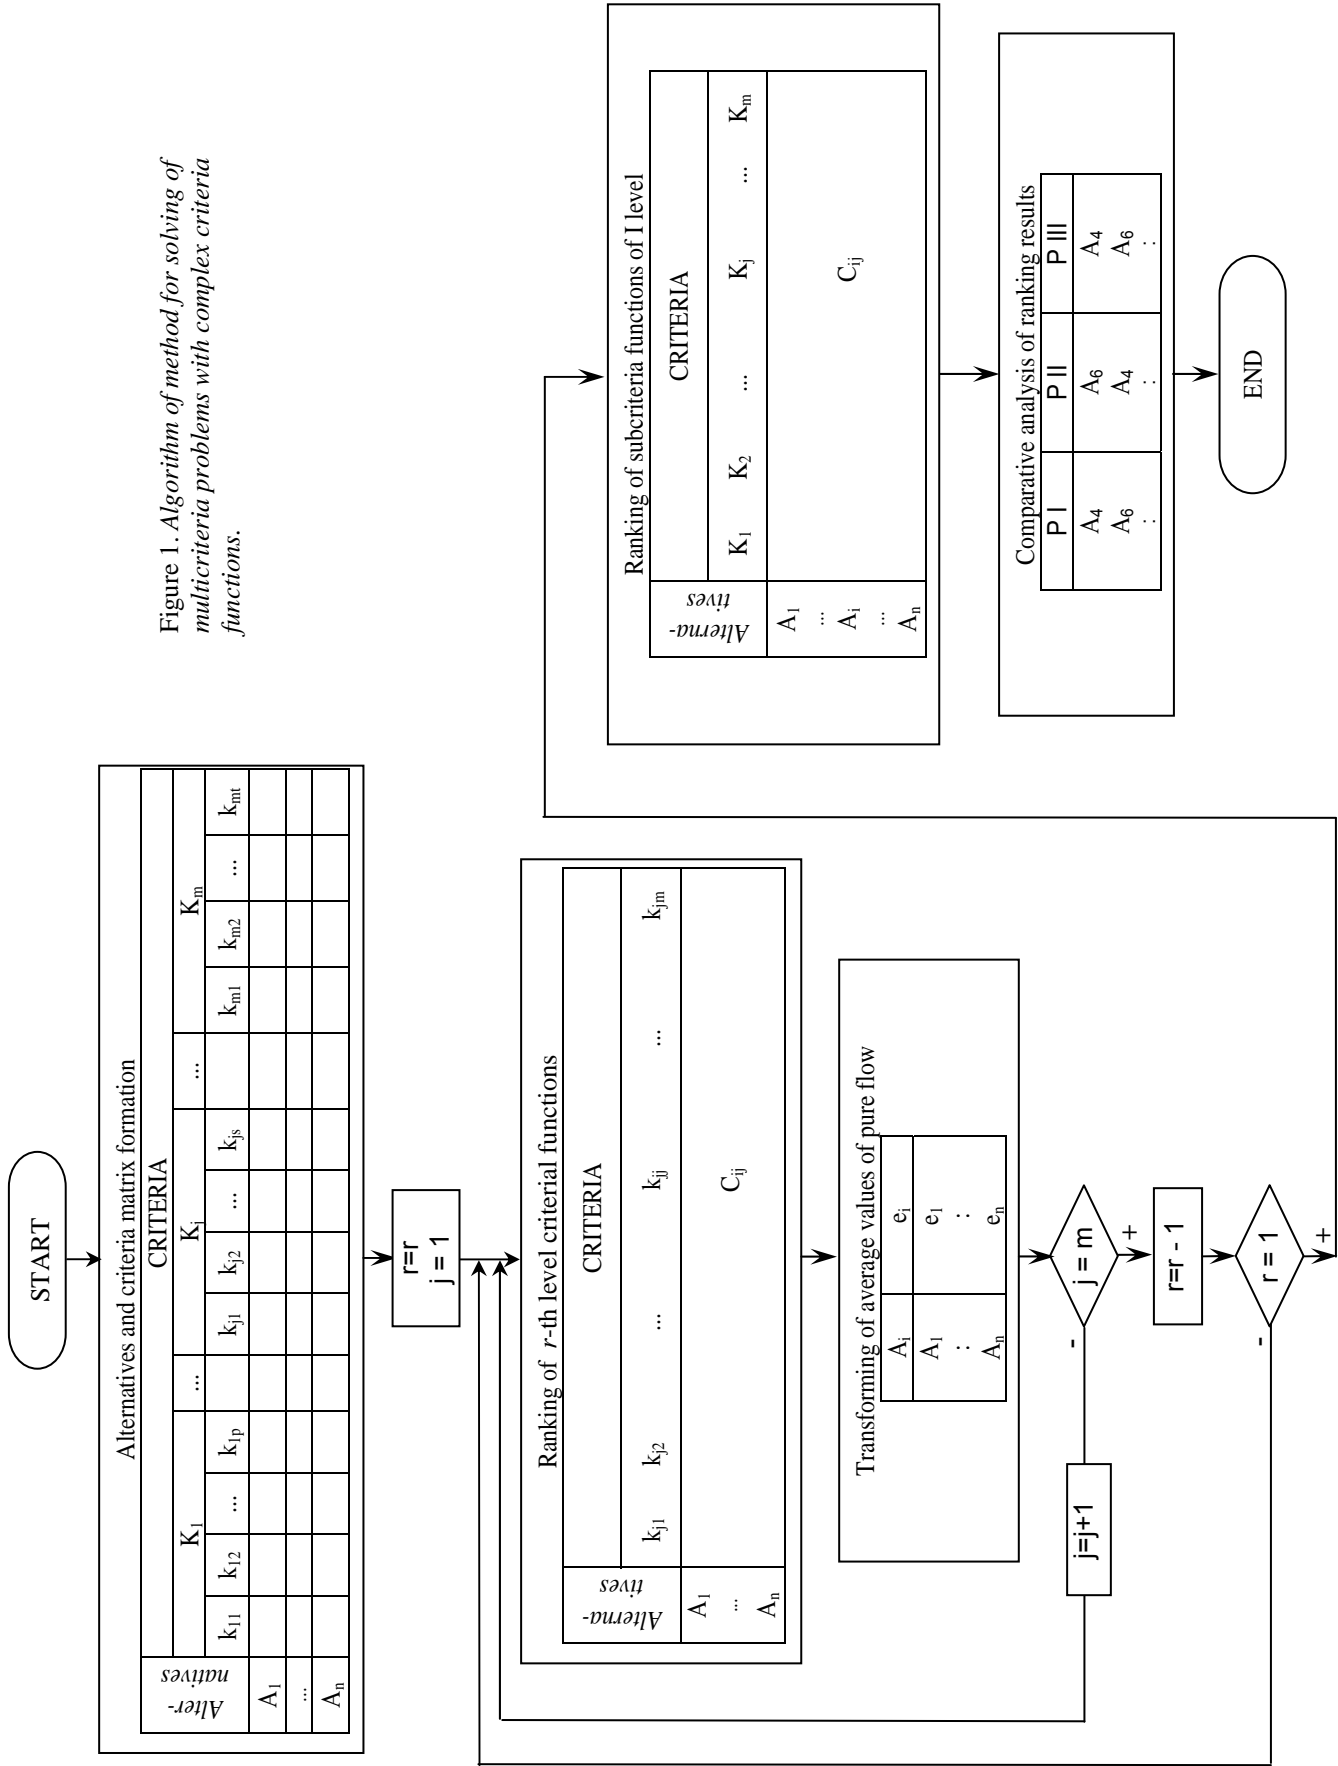 START
Alternatives and criteria matrix formation
Alter-
natives
CRITERIA
K₁ ... Kⱼ ... Kₘ
k₁₁ k₁₂ ... k₁ₚ kⱼ₁ kⱼ₂ ... kⱼₛ kₘ₁ kₘ₂ ... kₘₜ
A₁
...
Aₙ
r=r
j = 1
Ranking of r-th level criterial functions
Alterna-
tives
CRITERIA
kⱼ₁ kⱼ₂ ... kⱼⱼ ... kⱼₘ
A₁
...
Aₙ
Cᵢⱼ
Transforming of average values of pure flow
Aᵢ eᵢ
A₁ e₁
: :
Aₙ eₙ
j = m
-
+
j=j+1
r=r - 1
r = 1
-
+
Figure 1. Algorithm of method for solving of
multicriteria problems with complex criteria
functions.
Ranking of subcriteria functions of I level
Alterna-
tives
CRITERIA
K₁ K₂ ... Kⱼ ... Kₘ
A₁
...
Aᵢ
...
Aₙ
Cᵢⱼ
Comparative analysis of ranking results
P I P II P III
A₄ A₆ A₄
A₆ A₄ A₆
: : :
END